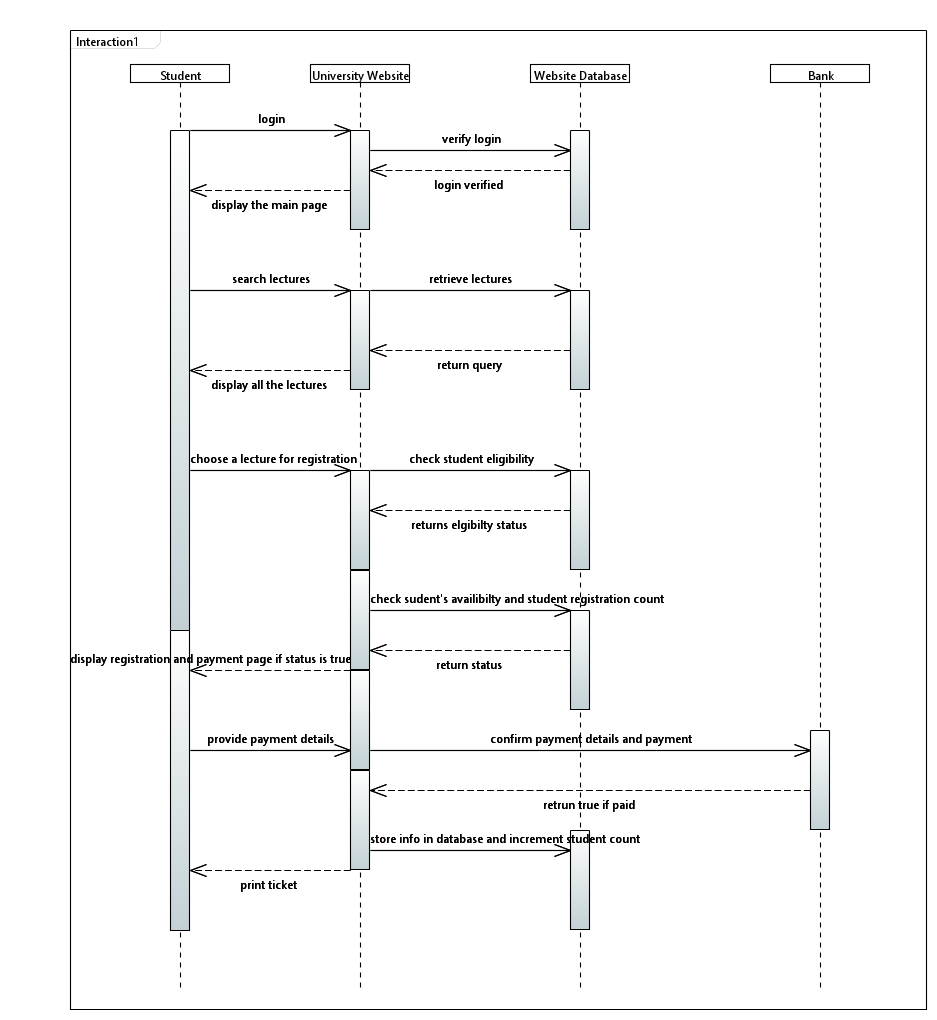 Interaction1
Student
University Website
Website Database
Bank
login
verify login
login verified
display the main page
search lectures
retrieve lectures
return query
display all the lectures
choose a lecture for registration
check student eligibility
returns elgibilty status
check sudent's availibilty and student registration count
display registration and payment page if status is true
return status
provide payment details
confirm payment details and payment
retrun true if paid
store info in database and increment student count
print ticket